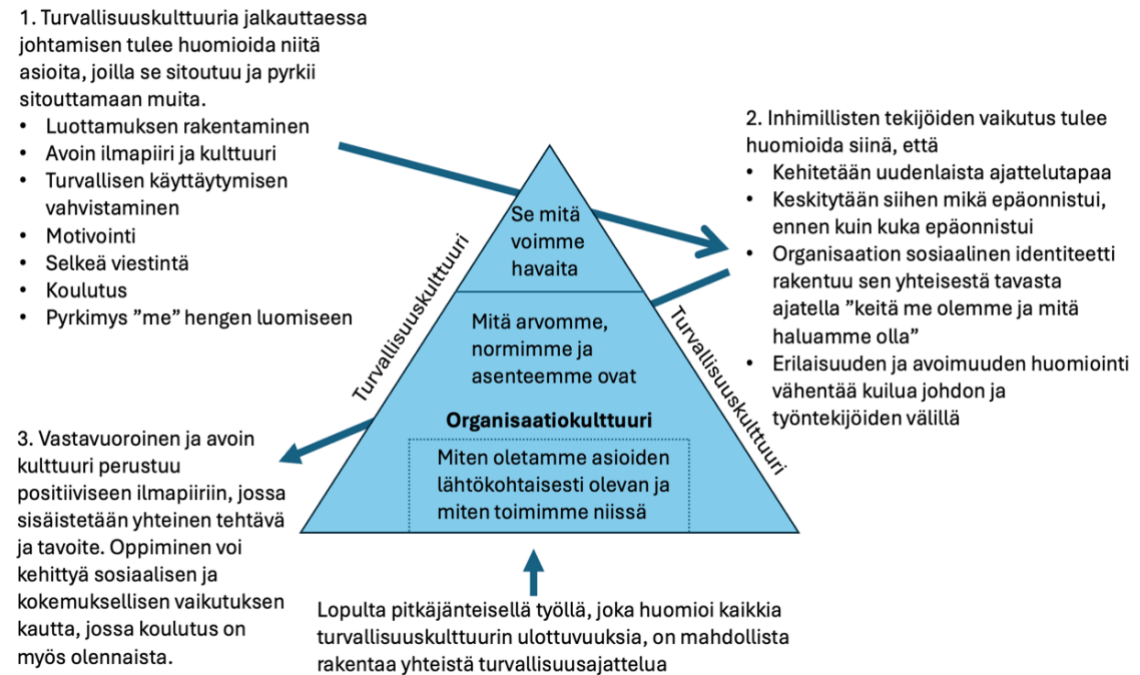 1. Turvallisuuskulttuuria jalkauttaessa
johtamisen tulee huomioida niitä
asioita, joilla se sitoutuu ja pyrkii
sitouttamaan muita.
• Luottamuksen rakentaminen
• Avoin ilmapiiri ja kulttuuri
• Turvallisen käyttäytymisen
vahvistaminen
• Motivointi
• Selkeä viestintä
• Koulutus
• Pyrkimys ”me” hengen luomiseen
2. Inhimillisten tekijöiden vaikutus tulee
huomioida siinä, että
• Kehitetään uudenlaista ajattelutapaa
• Keskitytään siihen mikä epäonnistui,
ennen kuin kuka epäonnistui
• Organisaation sosiaalinen identiteetti
rakentuu sen yhteisestä tavasta
ajatella ”keitä me olemme ja mitä
haluamme olla”
• Erilaisuuden ja avoimuuden huomiointi
vähentää kuilua johdon ja
työntekijöiden välillä
Se mitä
voimme
havaita
Turvallisuuskulttuuri
Turvallisuuskulttuuri
Mitä arvomme,
normimme ja
asenteemme ovat
Organisaatiokulttuuri
Miten oletamme asioiden
lähtökohtaisesti olevan ja
miten toimimme niissä
3. Vastavuoroinen ja avoin
kulttuuri perustuu
positiiviseen ilmapiiriin, jossa
sisäistetään yhteinen tehtävä
ja tavoite. Oppiminen voi
kehittyä sosiaalisen ja
kokemuksellisen vaikutuksen
kautta, jossa koulutus on
myös olennaista.
Lopulta pitkäjänteisellä työllä, joka huomioi kaikkia
turvallisuuskulttuurin ulottuvuuksia, on mahdollista
rakentaa yhteistä turvallisuusajattelua